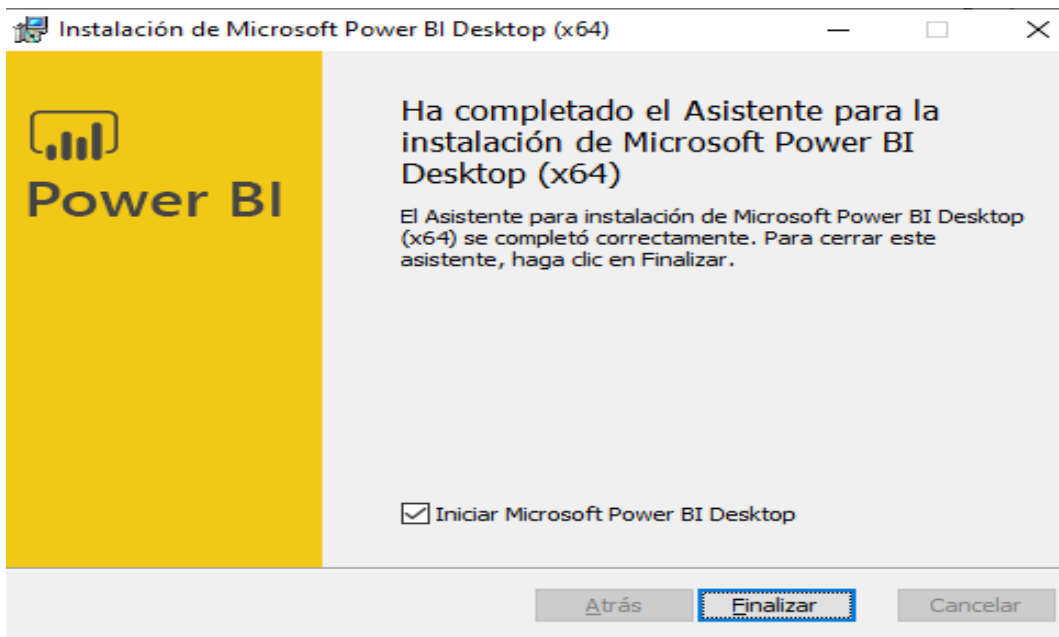 Instalación de Microsoft Power BI Desktop (x64)
Power BI
Ha completado el Asistente para la
instalación de Microsoft Power BI
Desktop (x64)
El Asistente para instalación de Microsoft Power BI Desktop
(x64) se completó correctamente. Para cerrar este
asistente, haga clic en Finalizar.
Iniciar Microsoft Power BI Desktop
Atrás
Finalizar
Cancelar